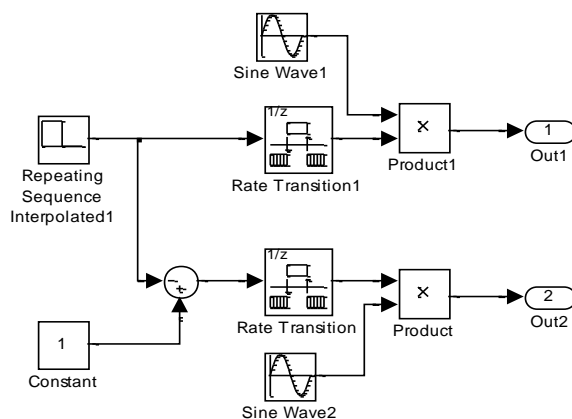 Sine Wave1
1/z
Rate Transition1
×
Product1
1
Out1
Repeating
Sequence
Interpolated1
1/z
Rate Transition
×
Product
2
Out2
1
Constant
Sine Wave2